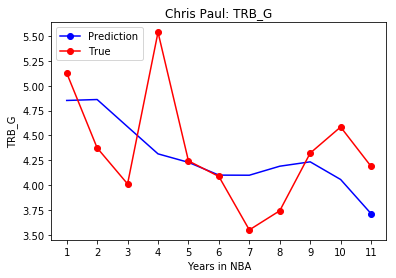 Chris Paul: TRB_G
Prediction
True
5.50
5.25
5.00
4.75
4.50
4.25
4.00
3.75
3.50
TRB_G
1 2 3 4 5 6 7 8 9 10 11
Years in NBA